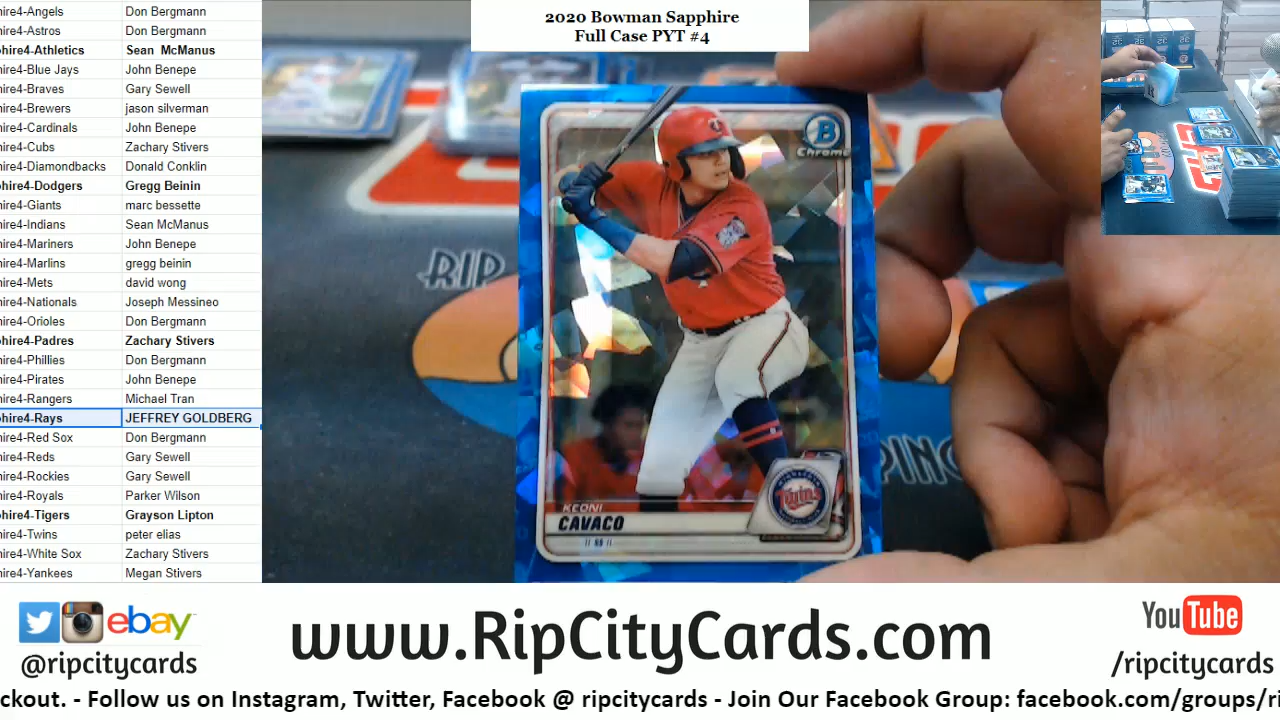 2020 Bowman Sapphire
Full Case PYT #4
hire4-Angels Don Bergmann
hire4-Astros Don Bergmann
hire4-Athletics Sean McManus
hire4-Blue Jays John Benepe
hire4-Braves Gary Sewell
hire4-Brewers jason silverman
hire4-Cardinals John Benepe
hire4-Cubs Zachary Stivers
hire4-Diamondbacks Donald Conklin
hire4-Dodgers Gregg Beinin
hire4-Giants marc bessette
hire4-Indians Sean McManus
hire4-Mariners John Benepe
hire4-Marlins gregg beinin
hire4-Mets david wong
hire4-Nationals Joseph Messineo
hire4-Orioles Don Bergmann
hire4-Padres Zachary Stivers
hire4-Phillies Don Bergmann
hire4-Pirates John Benepe
hire4-Rangers Michael Tran
hire4-Rays JEFFREY GOLDBERG
hire4-Red Sox Don Bergmann
hire4-Reds Gary Sewell
hire4-Rockies Gary Sewell
hire4-Royals Parker Wilson
hire4-Tigers Grayson Lipton
hire4-Twins peter elias
hire4-White Sox Zachary Stivers
hire4-Yankees Megan Stivers
B
Chrome
RIP
PING
Twins
KEONI
CAVACO
// SS //
ebay
@ripcitycards
www.RipCityCards.com
YouTube
/ripcitycards
ckout. - Follow us on Instagram, Twitter, Facebook @ ripcitycards - Join Our Facebook Group: facebook.com/groups/ri